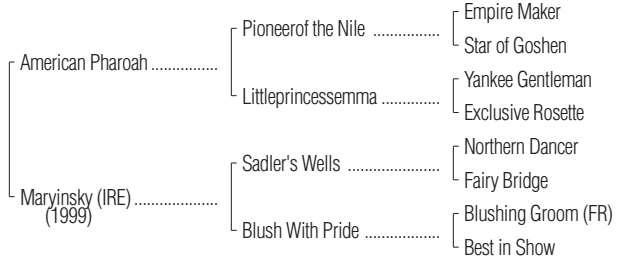 Empire Maker
Pioneerof the Nile ................
Star of Goshen
American Pharoah ................
Yankee Gentleman
Littleprincessemma ..............
Exclusive Rosette
Northern Dancer
Sadler's Wells ......................
Fairy Bridge
Maryinsky (IRE) ....................
(1999)
Blushing Groom (FR)
Blush With Pride ..................
Best in Show